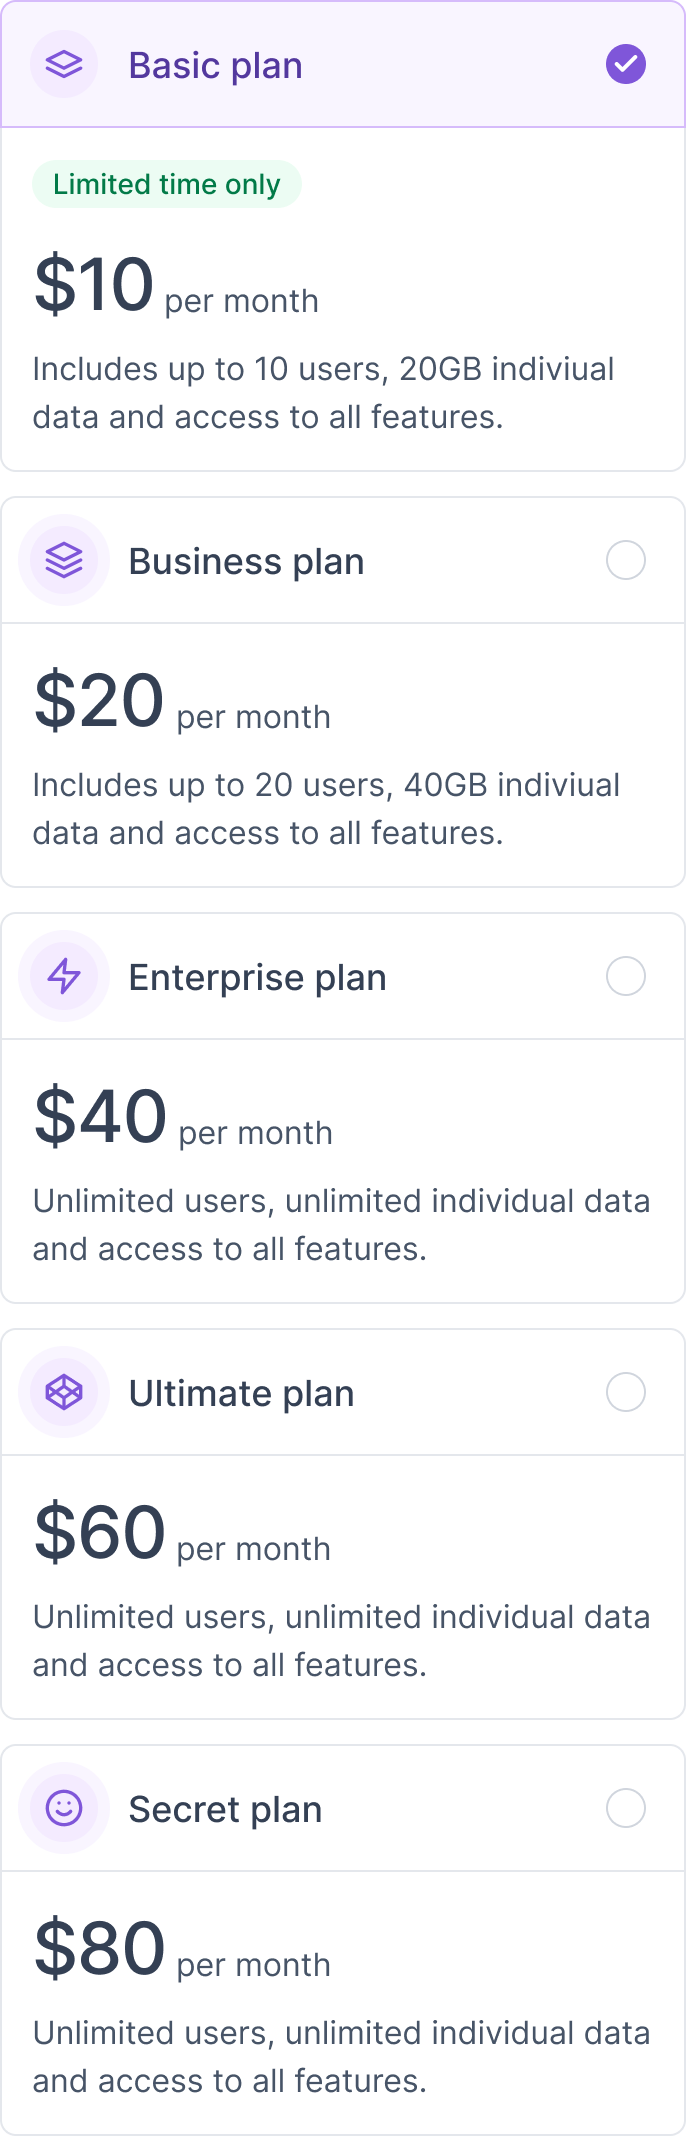 Basic plan
Limited time only
$10 per month
Includes up to 10 users, 20GB indiviual
data and access to all features.
Business plan
$20 per month
Includes up to 20 users, 40GB indiviual
data and access to all features.
Enterprise plan
$40 per month
Unlimited users, unlimited individual data
and access to all features.
Ultimate plan
$60 per month
Unlimited users, unlimited individual data
and access to all features.
Secret plan
$80 per month
Unlimited users, unlimited individual data
and access to all features.